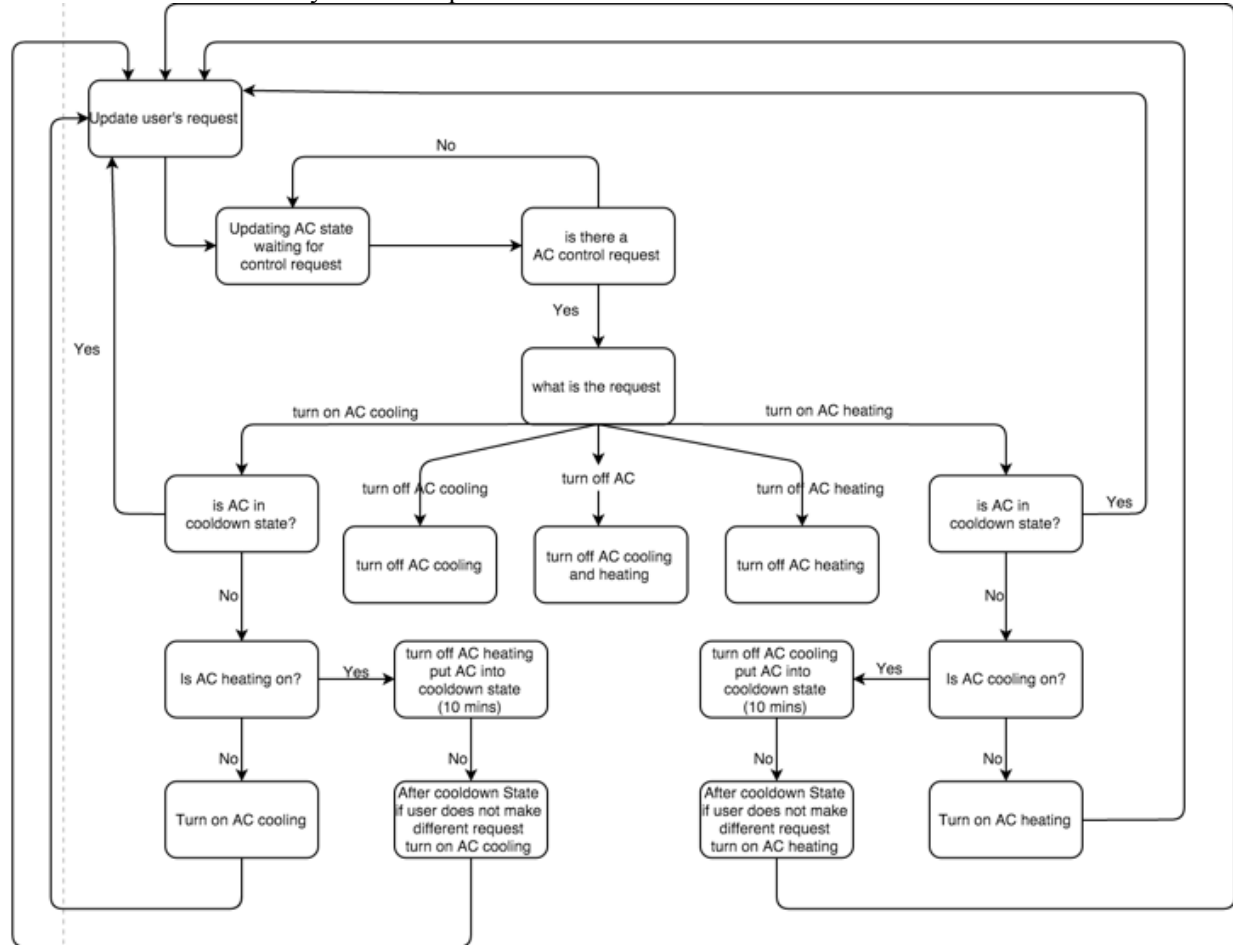 Update user's request
No
Updating AC state
waiting for
control request
is there a
AC control request
Yes
Yes
what is the request
turn on AC cooling
turn on AC heating
turn off AC cooling
turn off AC
turn off AC heating
is AC in
cooldown state?
Yes
is AC in
cooldown state?
turn off AC cooling
turn off AC cooling
and heating
turn off AC heating
No
No
Is AC heating on?
Yes
turn off AC heating
put AC into
cooldown state
(10 mins)
turn off AC cooling
put AC into
cooldown state
(10 mins)
Yes
Is AC cooling on?
No
No
No
No
Turn on AC cooling
After cooldown State
if user does not make
different request
turn on AC cooling
After cooldown State
if user does not make
different request
turn on AC heating
Turn on AC heating